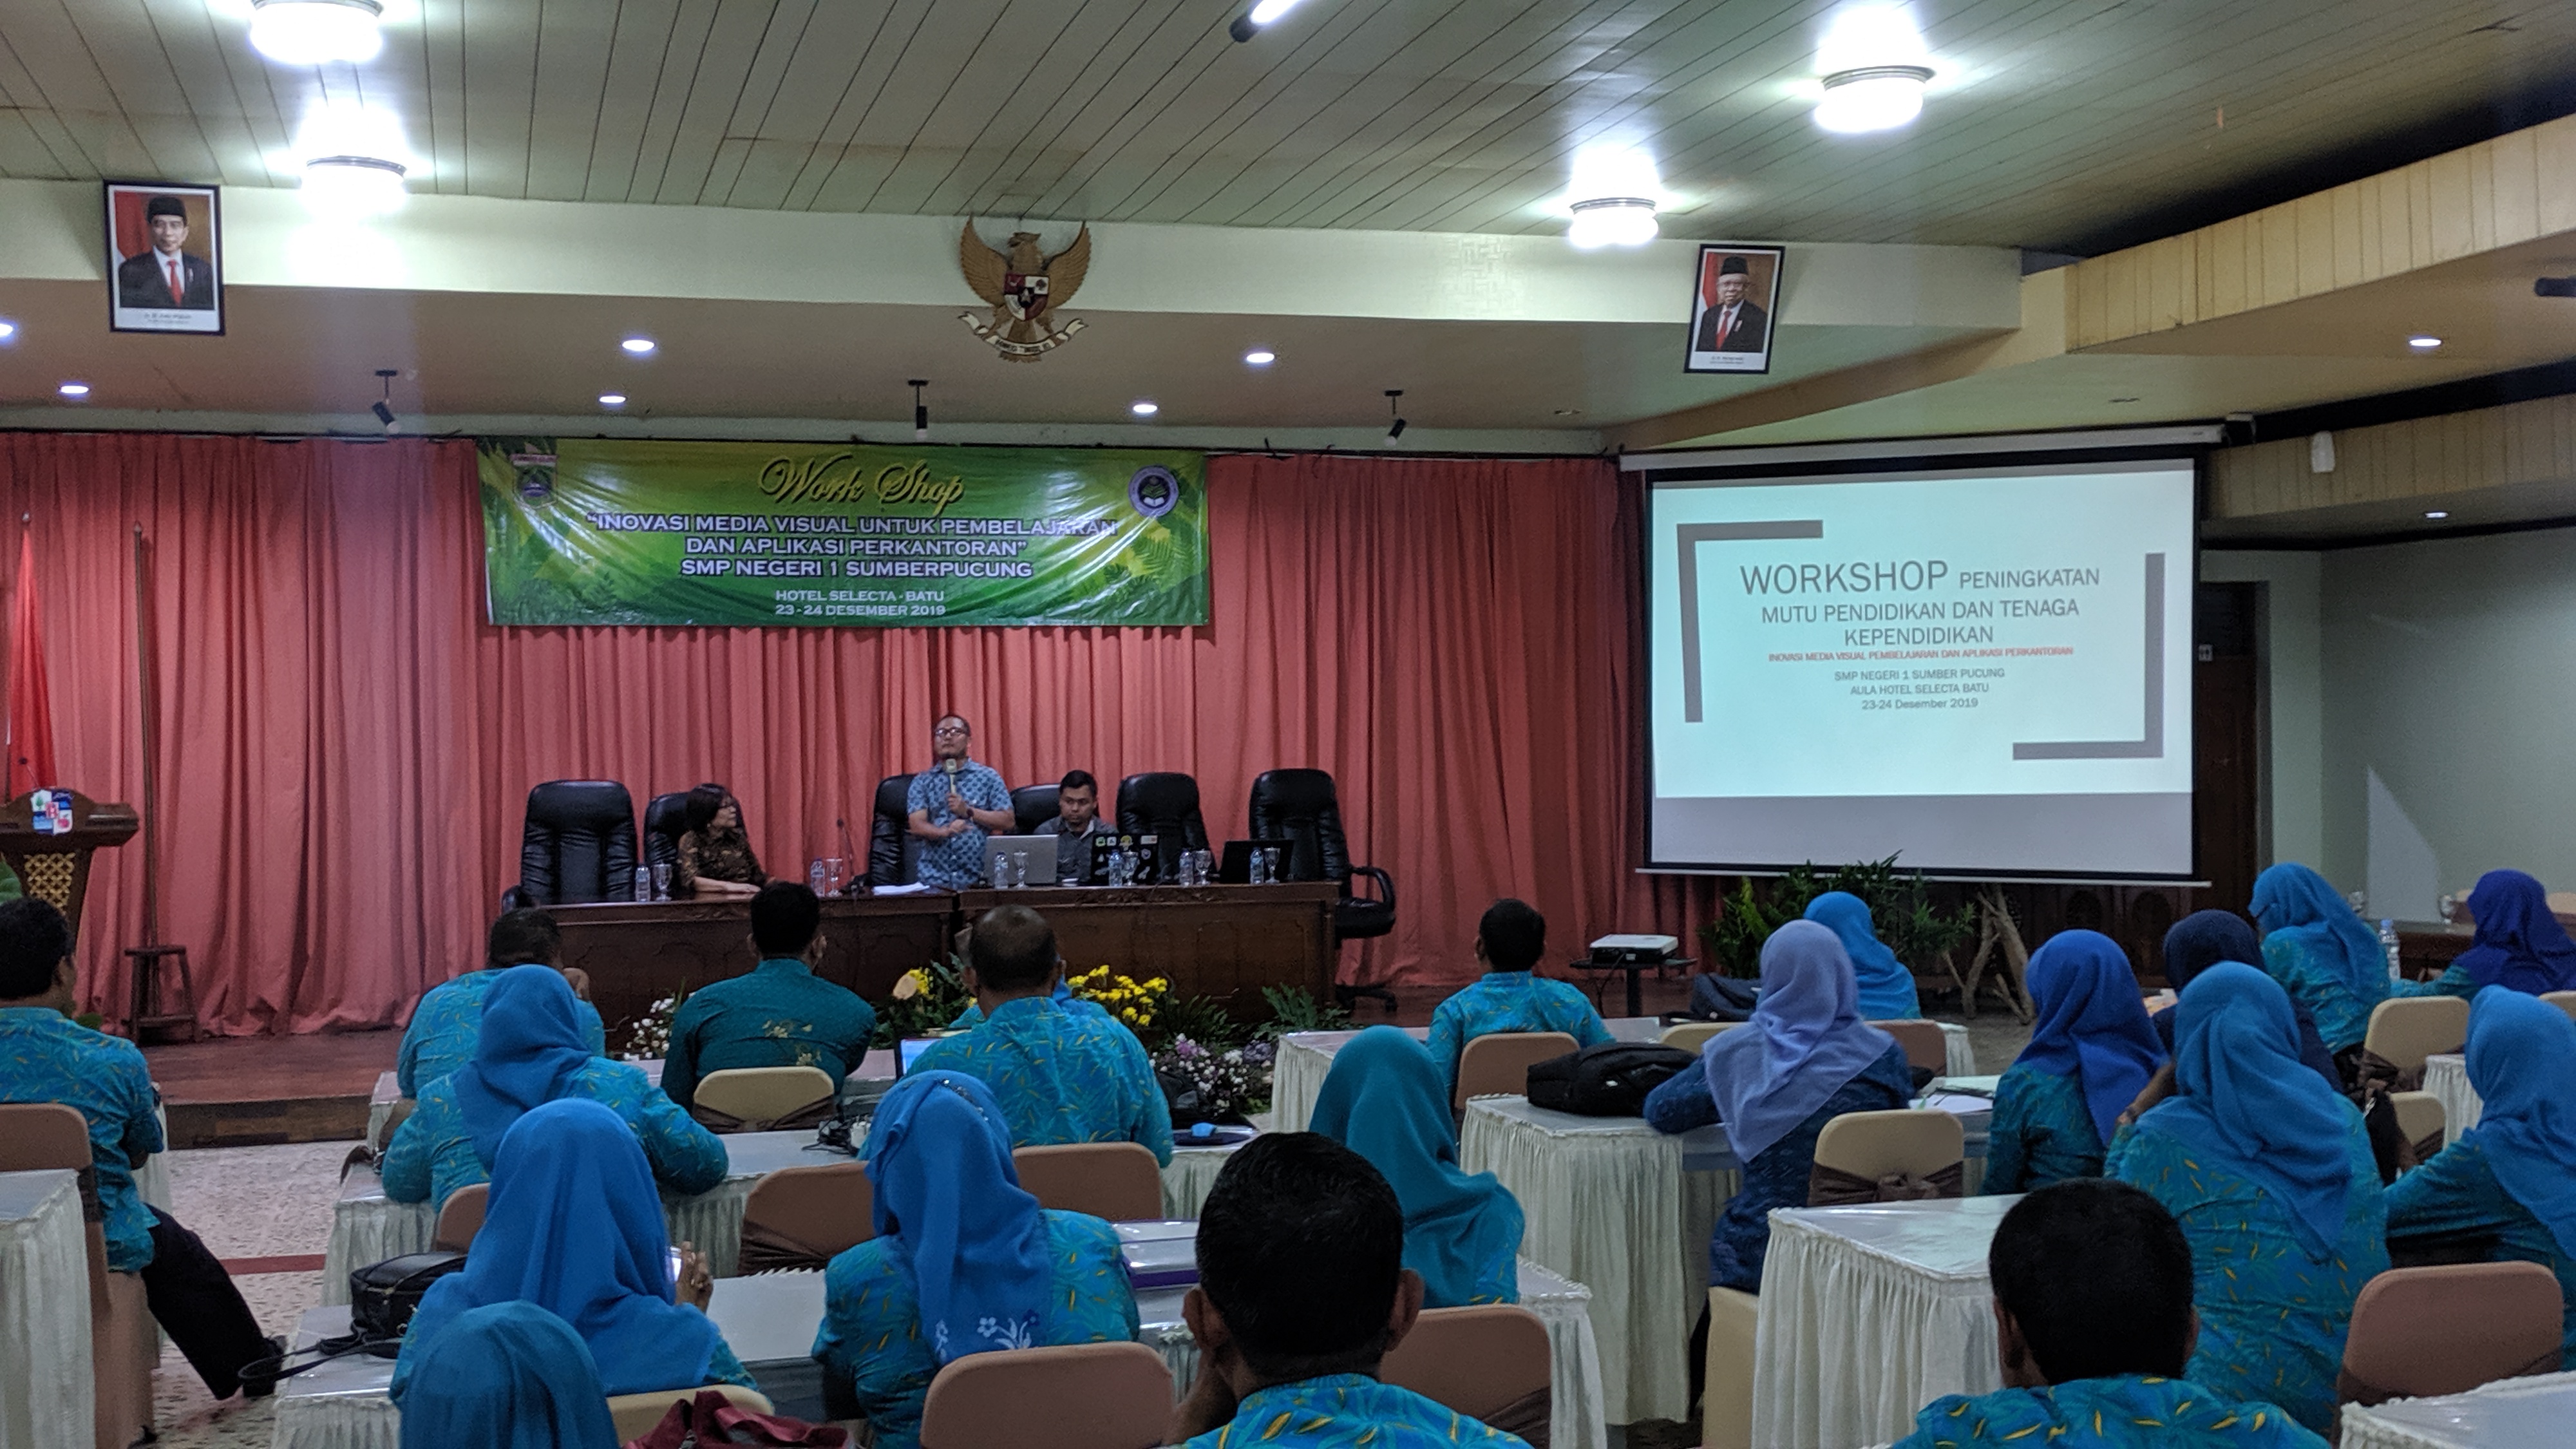 Work Shop
"INOVASI MEDIA VISUAL UNTUK PEMBELAJARAN
DAN APLIKASI PERKANTORAN"
SMP NEGERI 1 SUMBERPUCUNG
HOTEL SELECTA - BATU
23 - 24 DESEMBER 2019
WORKSHOP PENINGKATAN
MUTU PENDIDIKAN DAN TENAGA
KEPENDIDIKAN
INOVASI MEDIA VISUAL PEMBELAJARAN DAN APLIKASI PERKANTORAN
SMP NEGERI 1 SUMBER PUCUNG
AULA HOTEL SELECTA BATU
23-24 Desember 2019